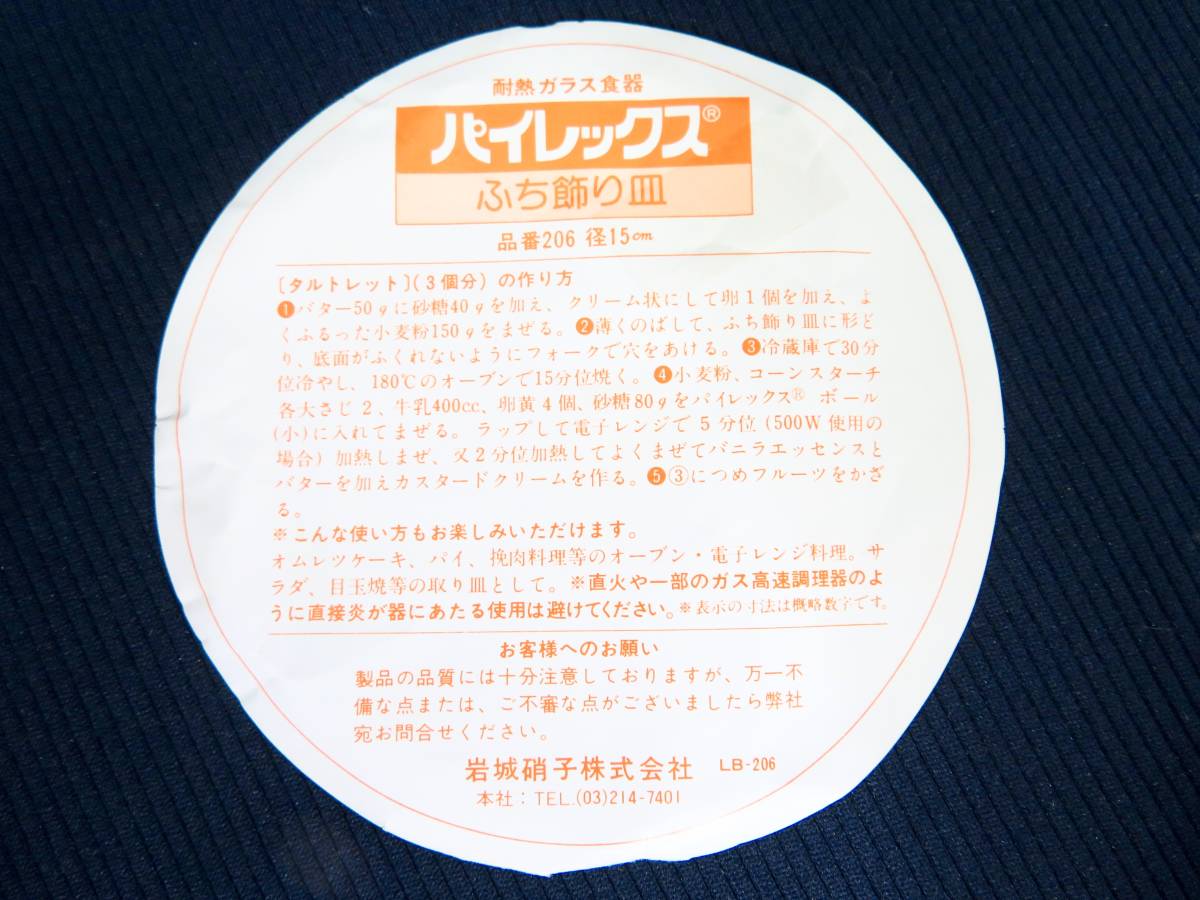 耐熱ガラス食器
パイレックス®
ふち飾り皿
品番206 径15cm
〔タルトレット〕(3個分) の作り方
❶バター50gに砂糖40gを加え、クリーム状にして卵1個を加え、よ
くふるった小麦粉150gをまぜる。❷薄くのばして、ふち飾り皿に形ど
り、底面がふくれないようにフォークで穴をあける。❸冷蔵庫で30分
位冷やし、180℃のオーブンで15分位焼く。❹小麦粉、コーンスターチ
各大さじ2、牛乳400cc、卵黄4個、砂糖80gをパイレックス® ボール
(小)に入れてまぜる。ラップして電子レンジで5分位(500W使用の
場合)加熱しまぜ、又2分位加熱してよくまぜてバニラエッセンスと
バターを加えカスタードクリームを作る。❺③につめフルーツをかざ
る。
※こんな使い方もお楽しみいただけます。
オムレツケーキ、パイ、挽肉料理等のオーブン・電子レンジ料理。サ
ラダ、目玉焼等の取り皿として。※直火や一部のガス高速調理器のよ
うに直接炎が器にあたる使用は避けてください。※表示の寸法は概略数字です。
お客様へのお願い
製品の品質には十分注意しておりますが、万一不
備な点または、ご不審な点がございましたら弊社
宛お問合せください。
岩城硝子株式会社 LB-206
本社：TEL.(03)214-7401